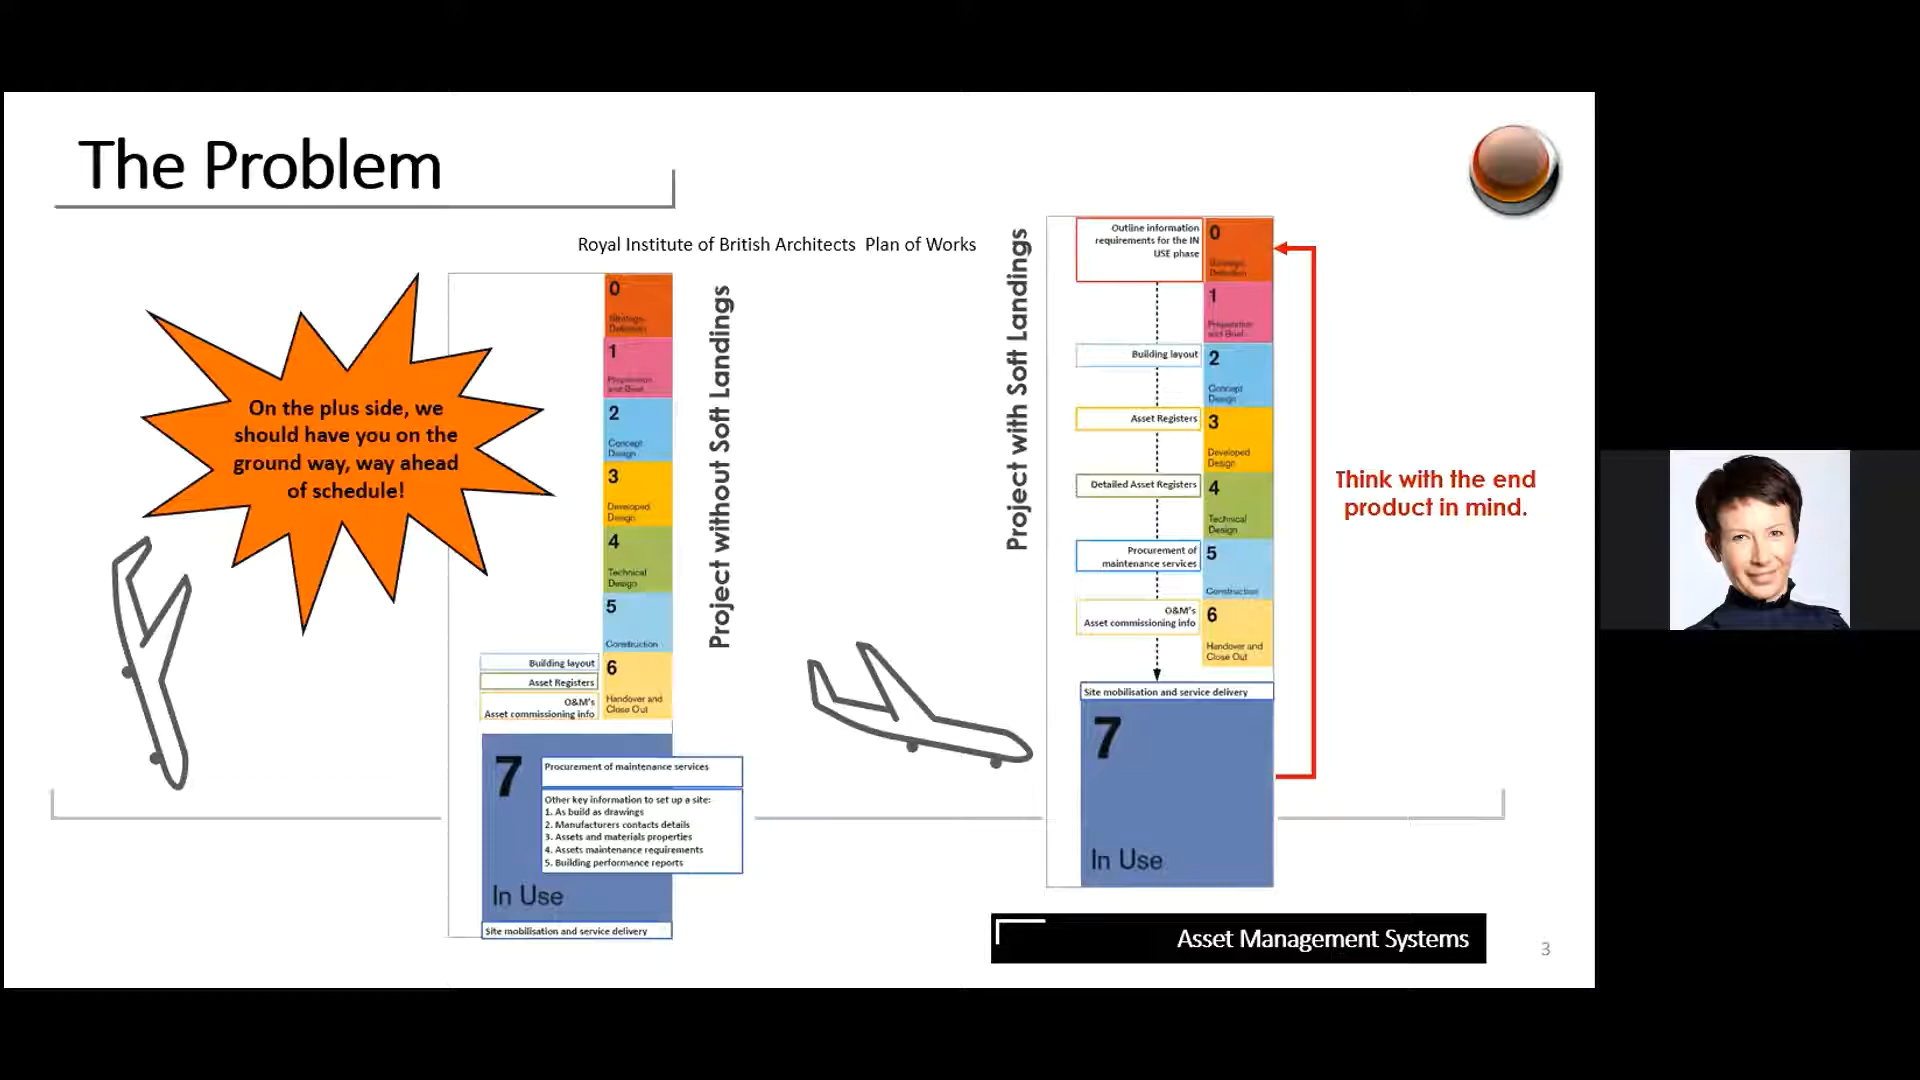 The Problem
Royal Institute of British Architects Plan of Works
On the plus side, we
should have you on the
ground way, way ahead
of schedule!
0
Strategic
Definition
1
Preparation
and Brief
2
Concept
Design
3
Developed
Design
4
Technical
Design
5
Construction
Building layout
Asset Registers
O&M's
Asset commissioning info
6
Handover and
Close Out
7
Procurement of maintenance services
Other key information to set up a site:
1. As build as drawings
2. Manufacturers contacts details
3. Assets and materials properties
4. Assets maintenance requirements
5. Building performance reports
In Use
Site mobilisation and service delivery
Project without Soft Landings
Project with Soft Landings
Outline information
requirements for the IN
USE phase
0
Strategic
Definition
1
Preparation
and Brief
Building layout
2
Concept
Design
Asset Registers
3
Developed
Design
Detailed Asset Registers
4
Technical
Design
Procurement of
maintenance services
5
Construction
O&M's
Asset commissioning info
6
Handover and
Close Out
Site mobilisation and service delivery
7
In Use
Think with the end
product in mind.
Asset Management Systems
3